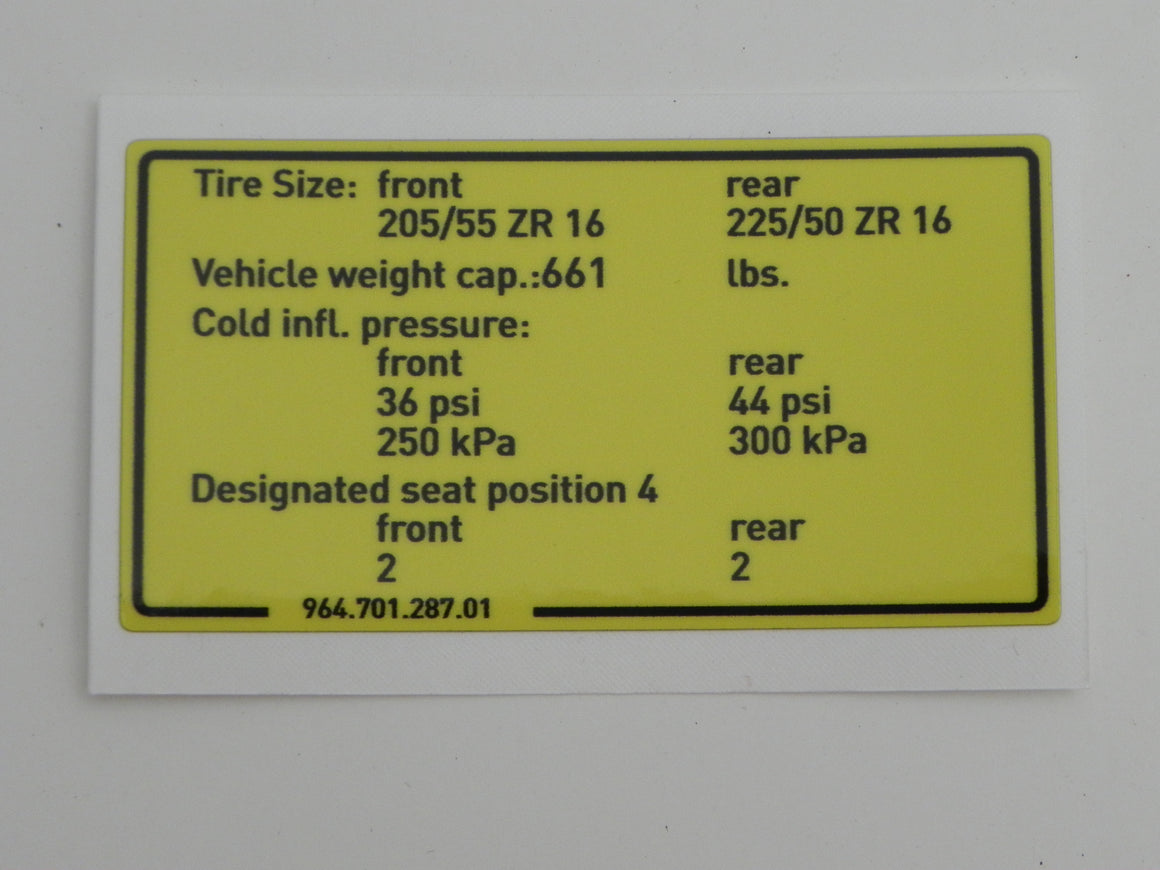 Tire Size: front rear
205/55 ZR 16 225/50 ZR 16
Vehicle weight cap.:661 lbs.
Cold infl. pressure:
front rear
36 psi 44 psi
250 kPa 300 kPa
Designated seat position 4
front rear
2 2
964.701.287.01